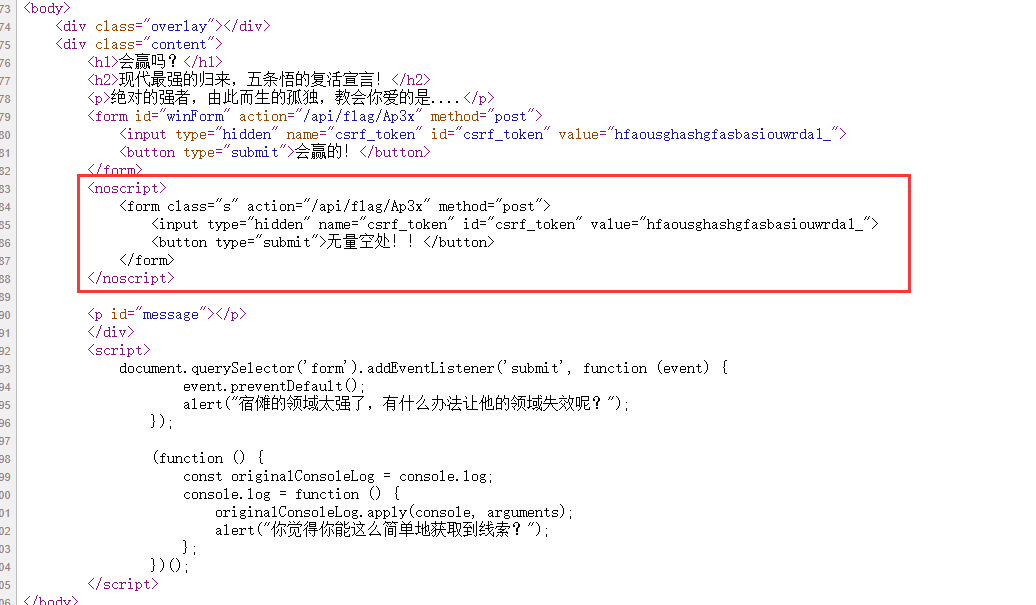 73 <body>
74     <div class="overlay"></div>
75     <div class="content">
76         <h1>会赢吗？</h1>
77         <h2>现代最强的归来，五条悟的复活宣言！</h2>
78         <p>绝对的强者，由此而生的孤独，教会你爱的是....</p>
79         <form id="winForm" action="/api/flag/Ap3x" method="post">
80             <input type="hidden" name="csrf_token" id="csrf_token" value="hfaousghashgfasbasiouwrdal_">
81             <button type="submit">会赢的！</button>
82         </form>
83         <noscript>
84             <form class="s" action="/api/flag/Ap3x" method="post">
85                 <input type="hidden" name="csrf_token" id="csrf_token" value="hfaousghashgfasbasiouwrdal_">
86                 <button type="submit">无量空处！！</button>
87             </form>
88         </noscript>
89
90         <p id="message"></p>
91         </div>
92         <script>
93             document.querySelector('form').addEventListener('submit', function (event) {
94                     event.preventDefault();
95                     alert("宿傩的领域太强了，有什么办法让他的领域失效呢？");
96                 });
97
98                 (function () {
99                     const originalConsoleLog = console.log;
00                     console.log = function () {
01                         originalConsoleLog.apply(console, arguments);
02                         alert("你觉得你能这么简单地获取到线索？");
03                     };
04                 })();
05         </script>
06 </body>